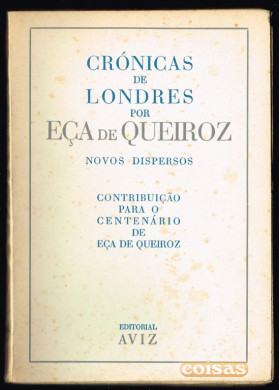 CRÓNICAS
DE
LONDRES
POR
EÇA DE QUEIROZ
NOVOS DISPERSOS
CONTRIBUIÇÃO
PARA O
CENTENÁRIO
DE
EÇA DE QUEIROZ
EDITORIAL
AVIZ
coisas